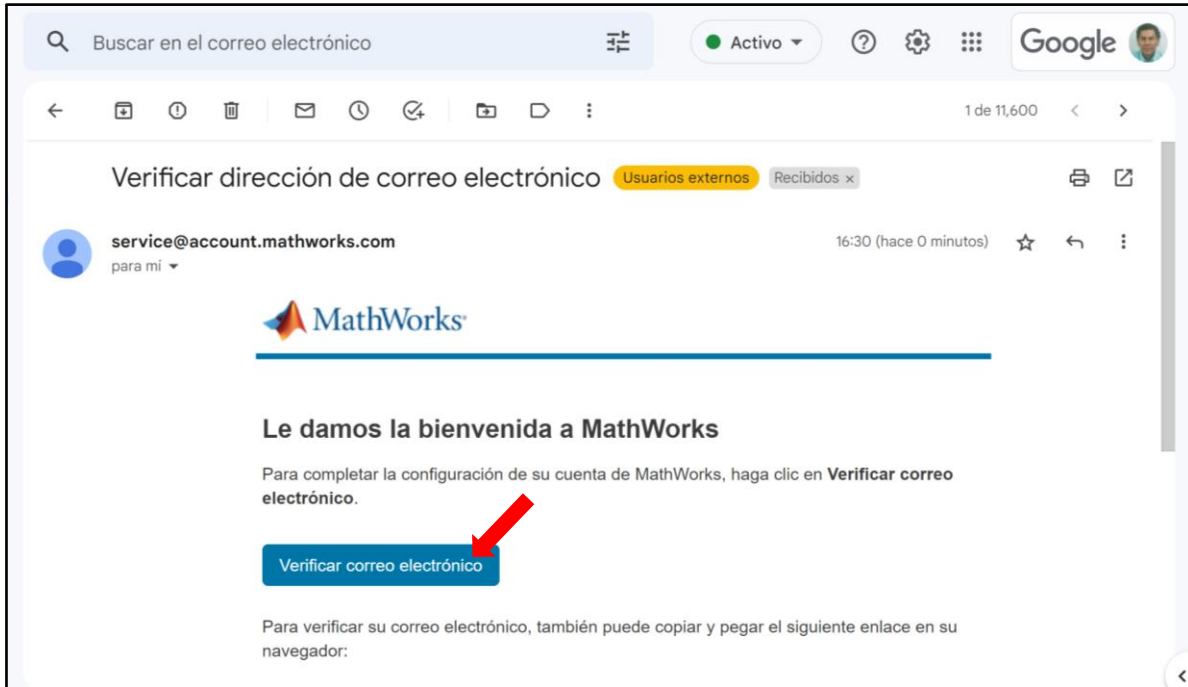 Buscar en el correo electrónico
Activo
Google
1 de 11,600
Verificar dirección de correo electrónico Usuarios externos Recibidos x
service@account.mathworks.com 16:30 (hace 0 minutos)
para mí
MathWorks®
Le damos la bienvenida a MathWorks
Para completar la configuración de su cuenta de MathWorks, haga clic en Verificar correo
electrónico.
Verificar correo electrónico
Para verificar su correo electrónico, también puede copiar y pegar el siguiente enlace en su
navegador: